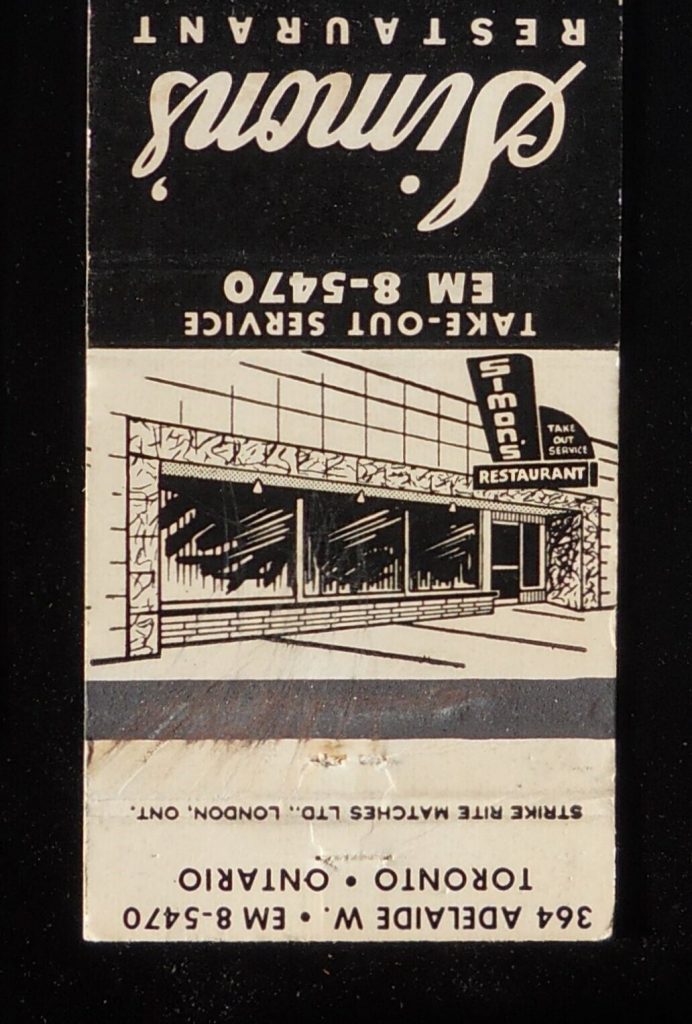 Simon's
RESTAURANT
TAKE-OUT SERVICE
EM 8-5470
Simon's
TAKE
OUT
SERVICE
RESTAURANT
STRIKE RITE MATCHES LTD., LONDON, ONT.
364 ADELAIDE W. • EM 8-5470
TORONTO • ONTARIO